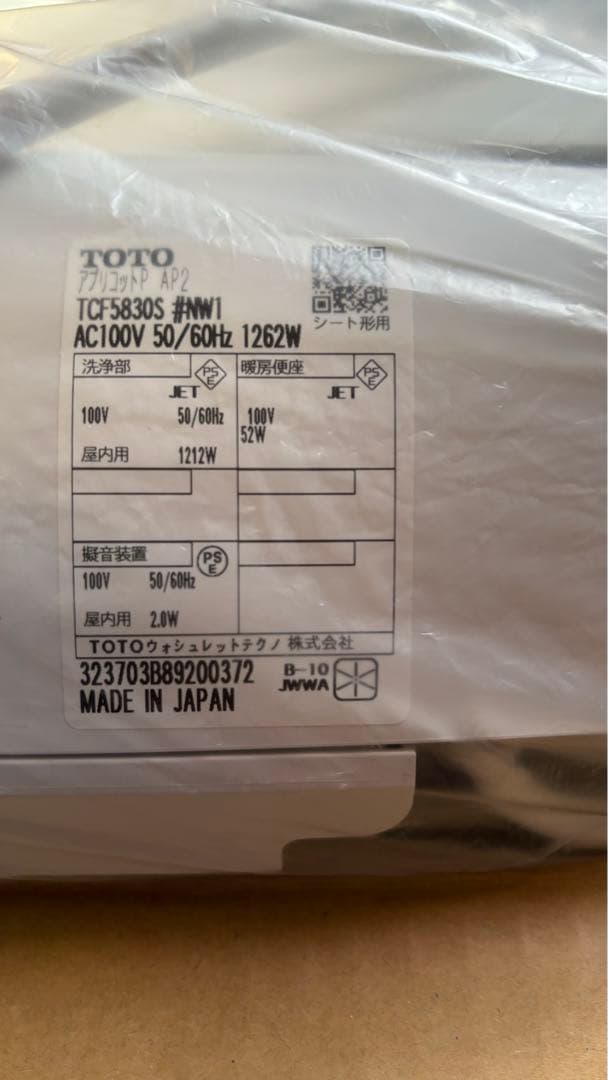 TOTO
アプリコットP AP2
TCF5830S #NW1
シート形用
AC100V 50/60Hz 1262W
洗浄部
PSE
JET
100V 50/60Hz
屋内用 1212W
暖房便座
PSE
JET
100V
52W
擬音装置
PSE
100V 50/60Hz
屋内用 2.0W
TOTOウォシュレットテクノ 株式会社
323703B89200372
B-10
JWWA
MADE IN JAPAN